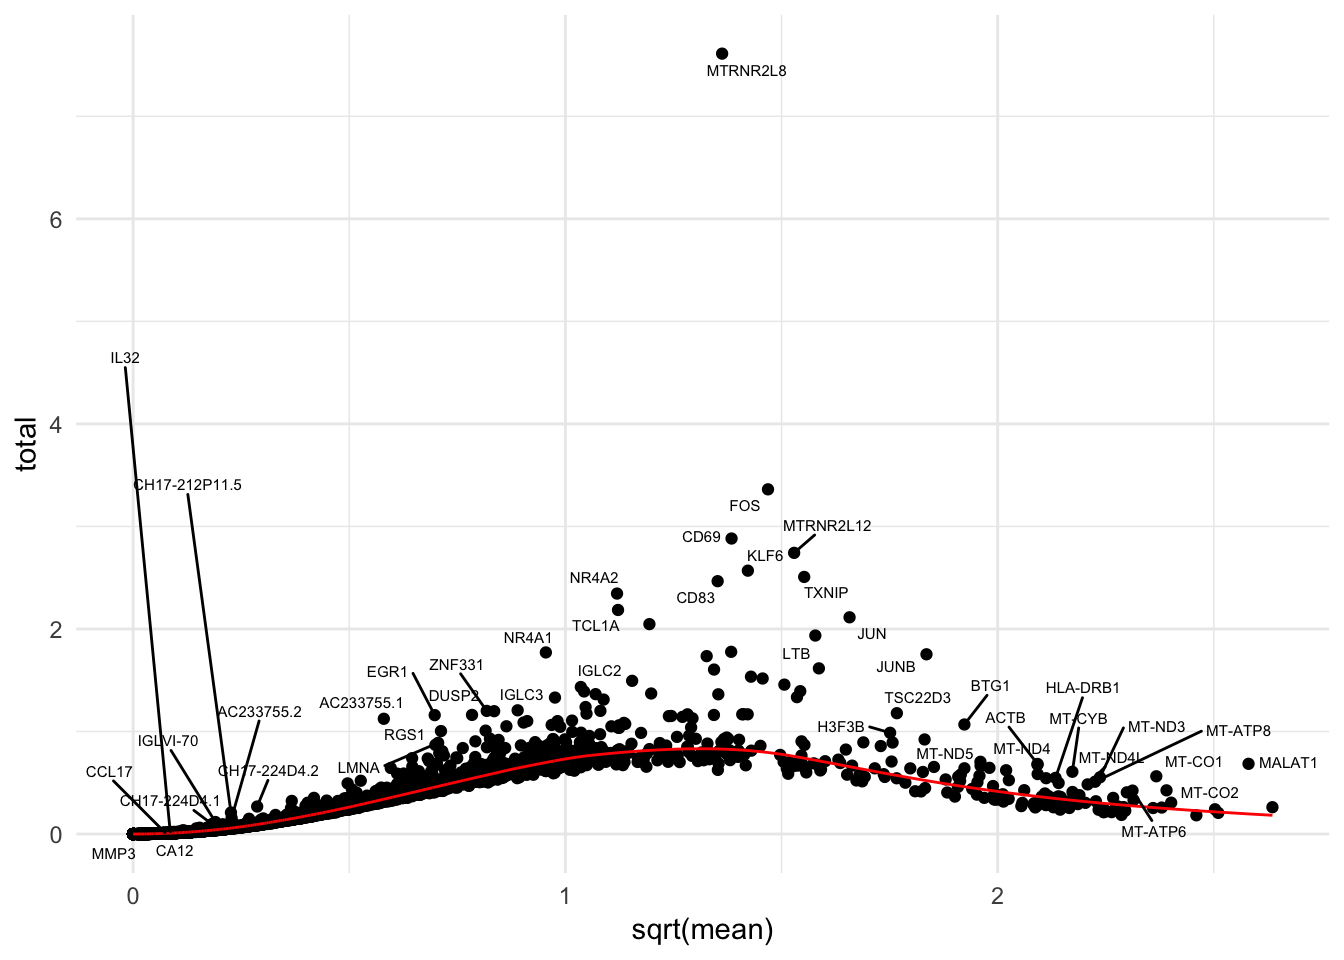 MTRNR2L8
6
IL32
4
CH17-212P11.5
FOS
MTRNR2L12
CD69
KLF6
NR4A2
CD83
TXNIP
TCL1A
2
NR4A1
JUN
LTB
ZNF331
EGR1
IGLC2
JUNB
BTG1
HLA-DRB1
DUSP2
IGLC3
TSC22D3
AC233755.1
AC233755.2
ACTB
MT-CYB
H3F3B
MT-ND3
MT-ATP8
RGS1
IGLVI-70
MT-ND5
MT-ND4
MT-ND4L
MT-CO1
MALAT1
CCL17
CH17-224D4.2
LMNA
CH17-224D4.1
MT-CO2
0
MT-ATP6
MMP3
CA12
0
1
2
sqrt(mean)
total